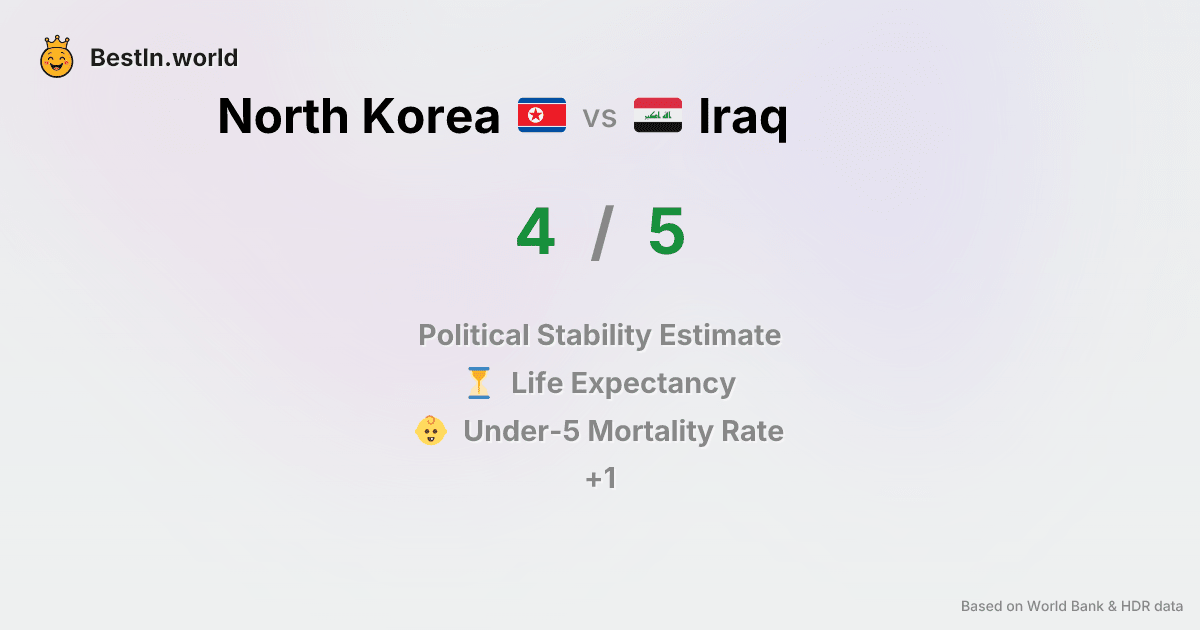 BestIn.world
North Korea vs Iraq
4 / 5
Political Stability Estimate
Life Expectancy
Under-5 Mortality Rate
+1
Based on World Bank & HDR data